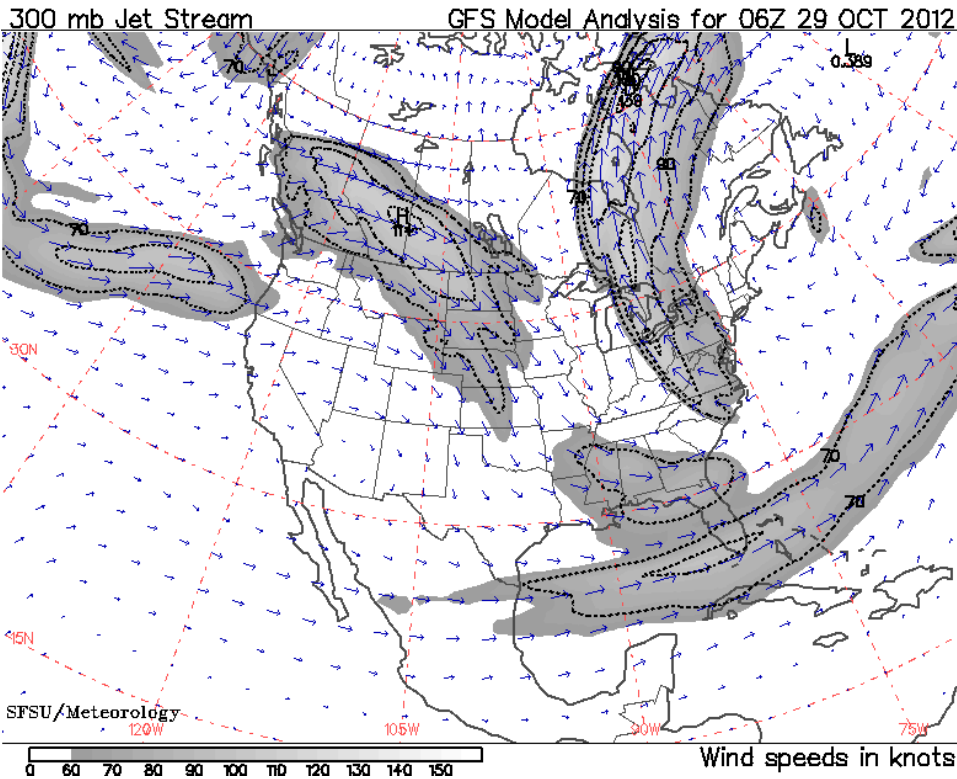 300 mb Jet Stream GFS Model Analysis for 06Z 29 OCT 2012
L
0.389
70
139
90
70
H
70
30N
70
70
15N
SFSU/Meteorology
120W 105W 90W 75W
0 60 70 80 90 100 110 120 130 140 150 Wind speeds in knots